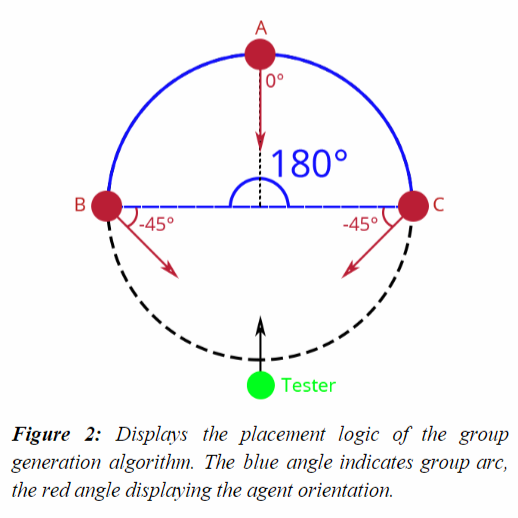 A
0°
180°
B
-45°
-45°
C
Tester
Figure 2: Displays the placement logic of the group
generation algorithm. The blue angle indicates group arc,
the red angle displaying the agent orientation.